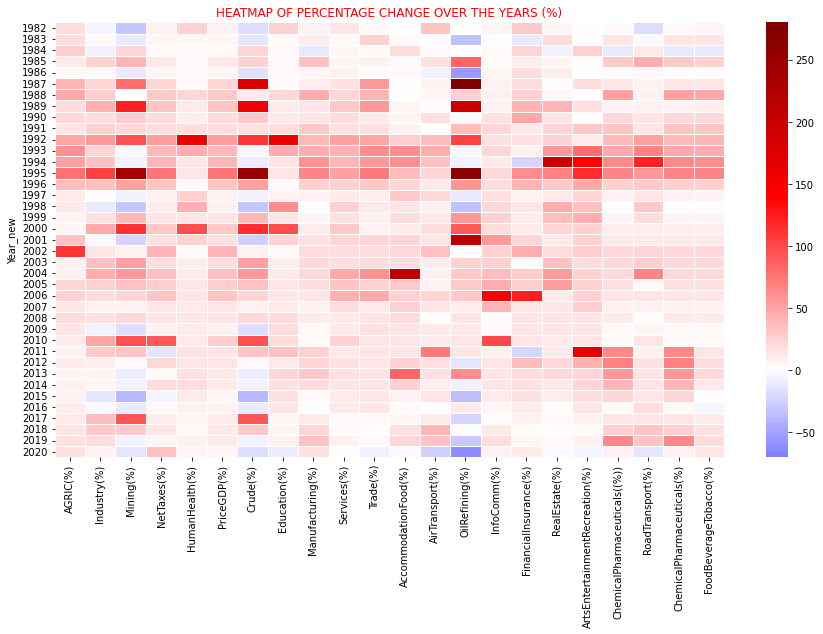 HEATMAP OF PERCENTAGE CHANGE OVER THE YEARS (%)
Year_new
1982
1983
1984
1985
1986
1987
1988
1989
1990
1991
1992
1993
1994
1995
1996
1997
1998
1999
2000
2001
2002
2003
2004
2005
2006
2007
2008
2009
2010
2011
2012
2013
2014
2015
2016
2017
2018
2019
2020
AGRIC(%)
Industry(%)
Mining(%)
NetTaxes(%)
HumanHealth(%)
PriceGDP(%)
Crude(%)
Education(%)
Manufacturing(%)
Services(%)
Trade(%)
AccommodationFood(%)
AirTransport(%)
OilRefining(%)
InfoComm(%)
FinancialInsurance(%)
RealEstate(%)
ArtsEntertainmentRecreation(%)
ChemicalPharmaceuticals((%))
RoadTransport(%)
ChemicalPharmaceuticals(%)
FoodBeverageTobacco(%)
250
200
150
100
50
0
−50